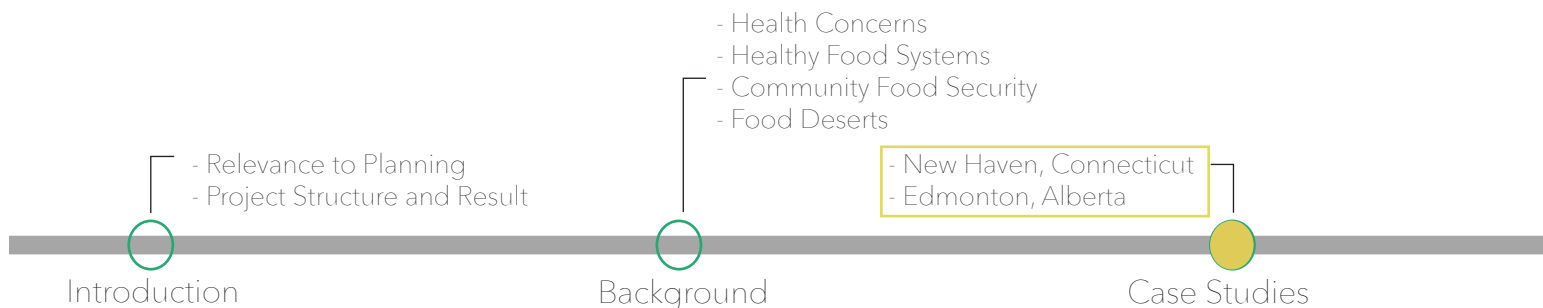 - Health Concerns
- Healthy Food Systems
- Community Food Security
- Food Deserts
- Relevance to Planning
- Project Structure and Result
- New Haven, Connecticut
- Edmonton, Alberta
Introduction
Background
Case Studies